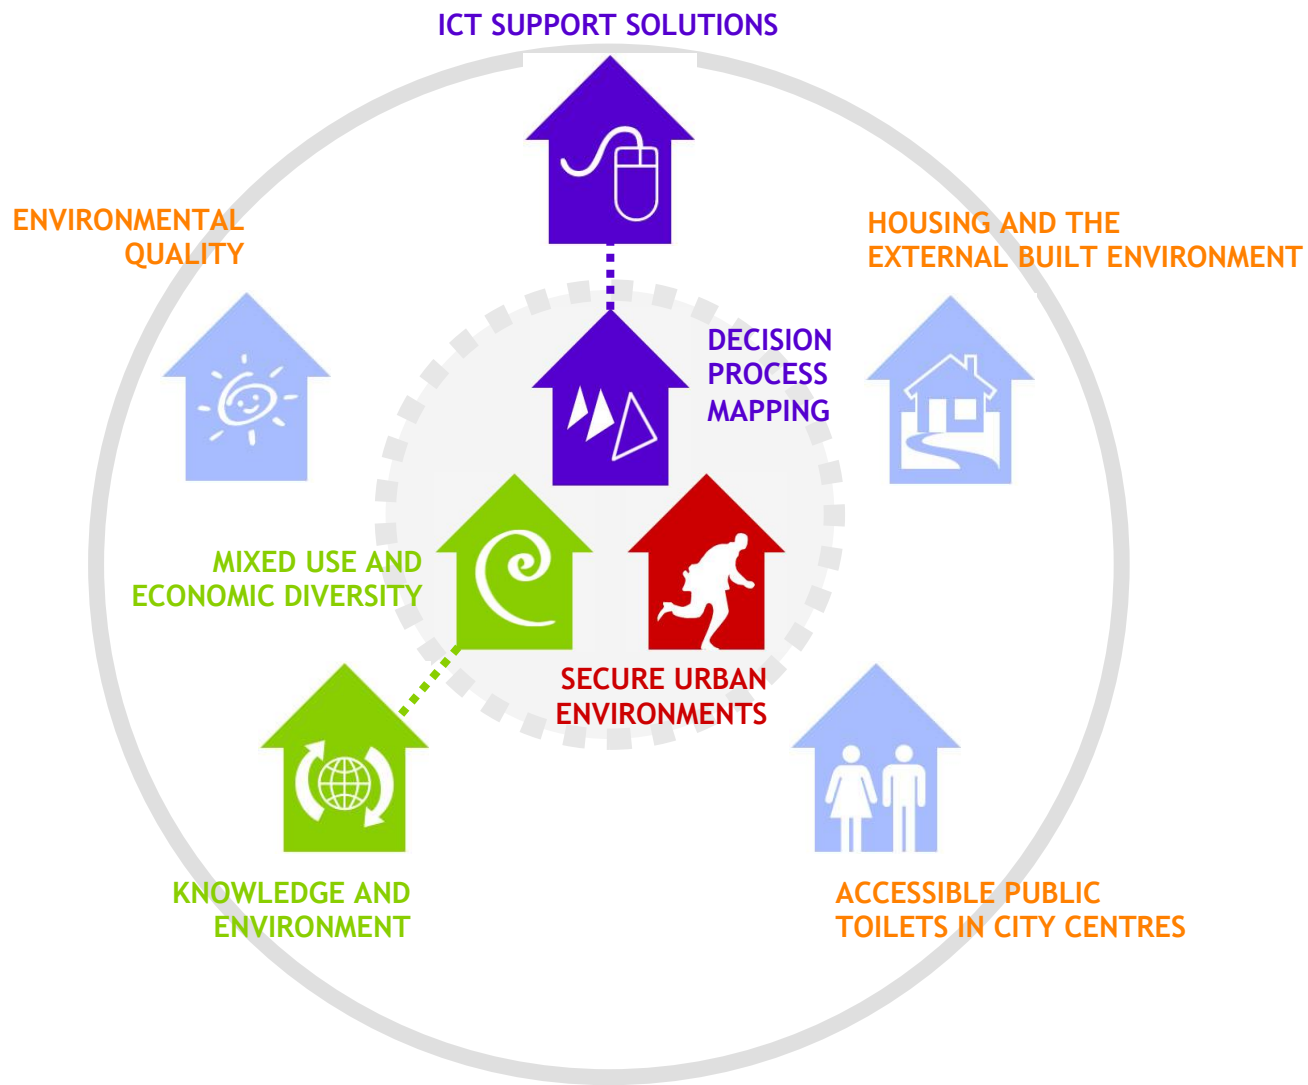 ICT SUPPORT SOLUTIONS
ENVIRONMENTAL
QUALITY
HOUSING AND THE
EXTERNAL BUILT ENVIRONMENT
DECISION
PROCESS
MAPPING
MIXED USE AND
ECONOMIC DIVERSITY
SECURE URBAN
ENVIRONMENTS
KNOWLEDGE AND
ENVIRONMENT
ACCESSIBLE PUBLIC
TOILETS IN CITY CENTRES